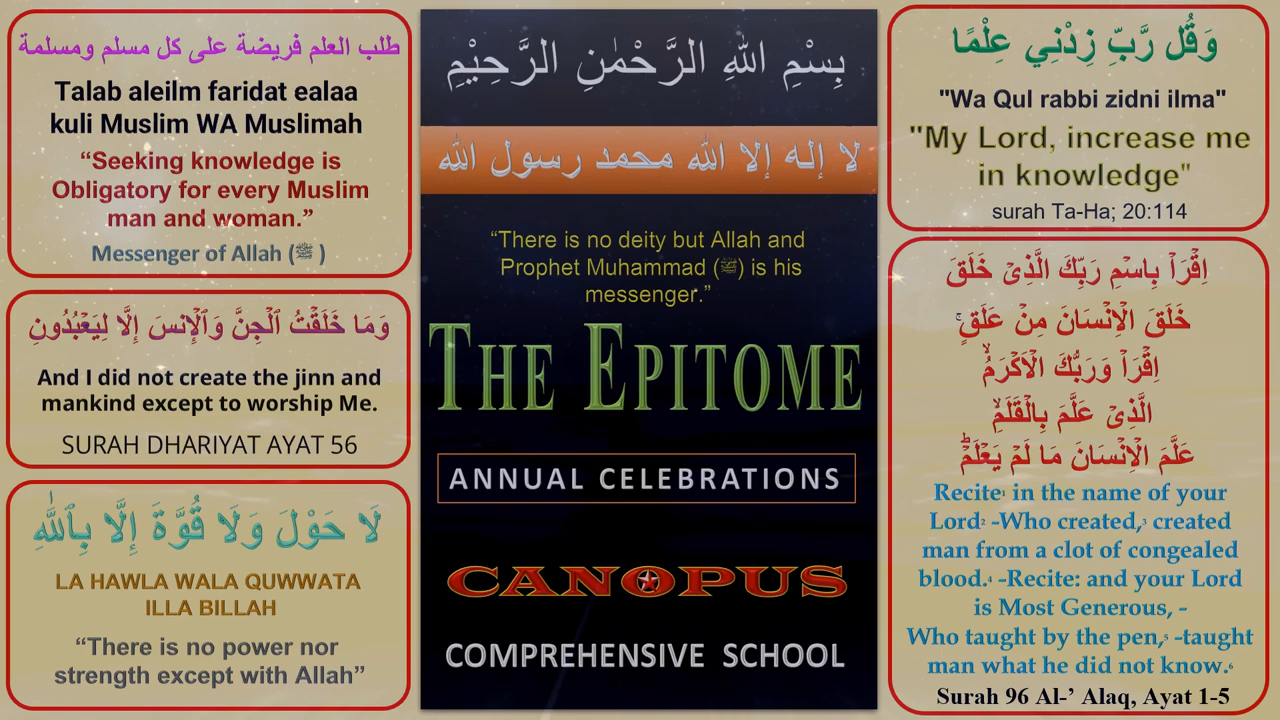 طلب العلم فريضة على كل مسلم ومسلمة
Talab aleilm faridat ealaa
kuli Muslim WA Muslimah
“Seeking knowledge is
Obligatory for every Muslim
man and woman.”
Messenger of Allah (ﷺ )
وَمَا خَلَقْتُ ٱلْجِنَّ وَٱلْإِنسَ إِلَّا لِيَعْبُدُونِ
And I did not create the jinn and
mankind except to worship Me.
SURAH DHARIYAT AYAT 56
لَا حَوْلَ وَلَا قُوَّةَ إِلَّا بِٱللَّٰهِ
LA HAWLA WALA QUWWATA
ILLA BILLAH
“There is no power nor
strength except with Allah”
بِسْمِ اللهِ الرَّحْمٰنِ الرَّحِيْمِ
لا إله إلا الله محمد رسول الله
“There is no deity but Allah and
Prophet Muhammad (ﷺ) is his
messenger.”
THE EPITOME
ANNUAL CELEBRATIONS
CANOPUS
COMPREHENSIVE SCHOOL
وَقُل رَّبِّ زِدْنِي عِلْمًا
"Wa Qul rabbi zidni ilma"
"My Lord, increase me
in knowledge"
surah Ta-Ha; 20:114
اِقْرَاْ بِاسْمِ رَبِّكَ الَّذِىْ خَلَقَ
خَلَقَ الْاِنْسَانَ مِنْ عَلَقٍۚ
اِقْرَاْ وَرَبُّكَ الْاَكْرَمُۙ
الَّذِىْ عَلَّمَ بِالْقَلَمِۙ
عَلَّمَ الْاِنْسَانَ مَا لَمْ يَعْلَمْؕ
Recite¹ in the name of your
Lord² -Who created,³ created
man from a clot of congealed
blood.⁴ -Recite: and your Lord
is Most Generous, -
Who taught by the pen,⁵ -taught
man what he did not know.⁶
Surah 96 Al-’ Alaq, Ayat 1-5